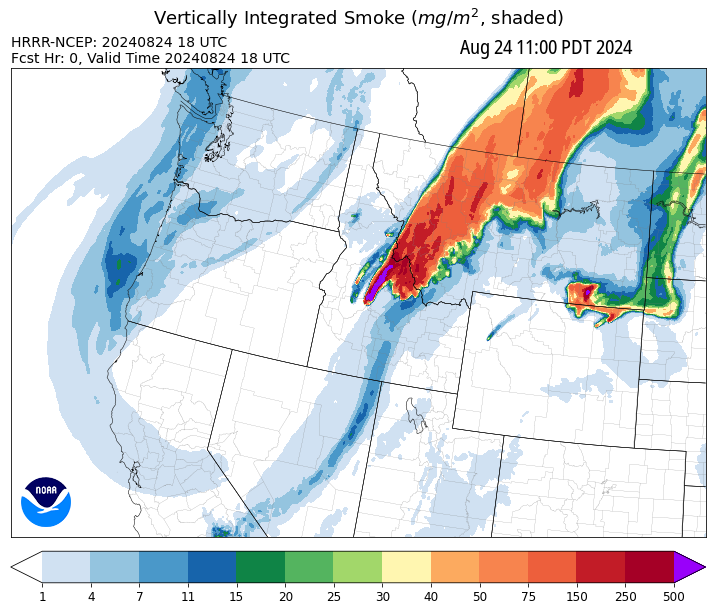 Vertically Integrated Smoke (mg/m², shaded)
HRRR-NCEP: 20240824 18 UTC
Aug 24 11:00 PDT 2024
Fcst Hr: 0, Valid Time 20240824 18 UTC
NOAA
1 4 7 11 15 20 25 30 40 50 75 150 250 500